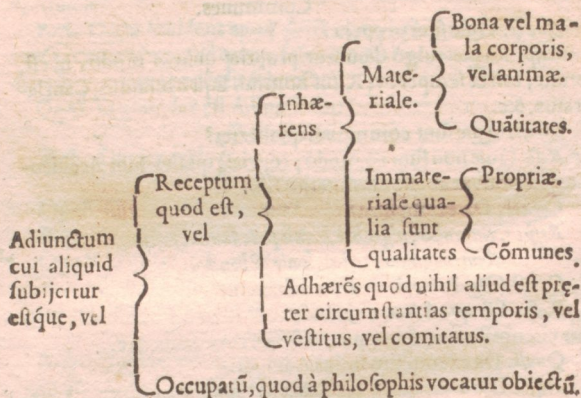 Bona vel ma-
la corporis,
vel animæ.
Mate-
riale.
Quãtitates.
Inhæ-
rens.
Immate-
riale qua-
lia ſunt
qualitates
Propriæ.
Cõmunes.
Receptum
quod eſt,
vel
Adhærẽs quod nihil aliud eſt prę-
ter circumſtantias temporis, vel
veſtitus, vel comitatus.
Adiunctum
cui aliquid
ſubijcitur
eſtque, vel
Occupatũ, quod à philoſophis vocatur obiectũ.